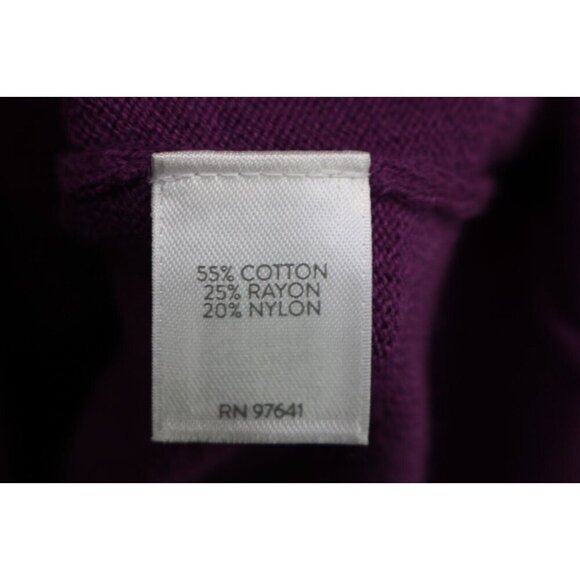 55% COTTON
25% RAYON
20% NYLON
RN 97641